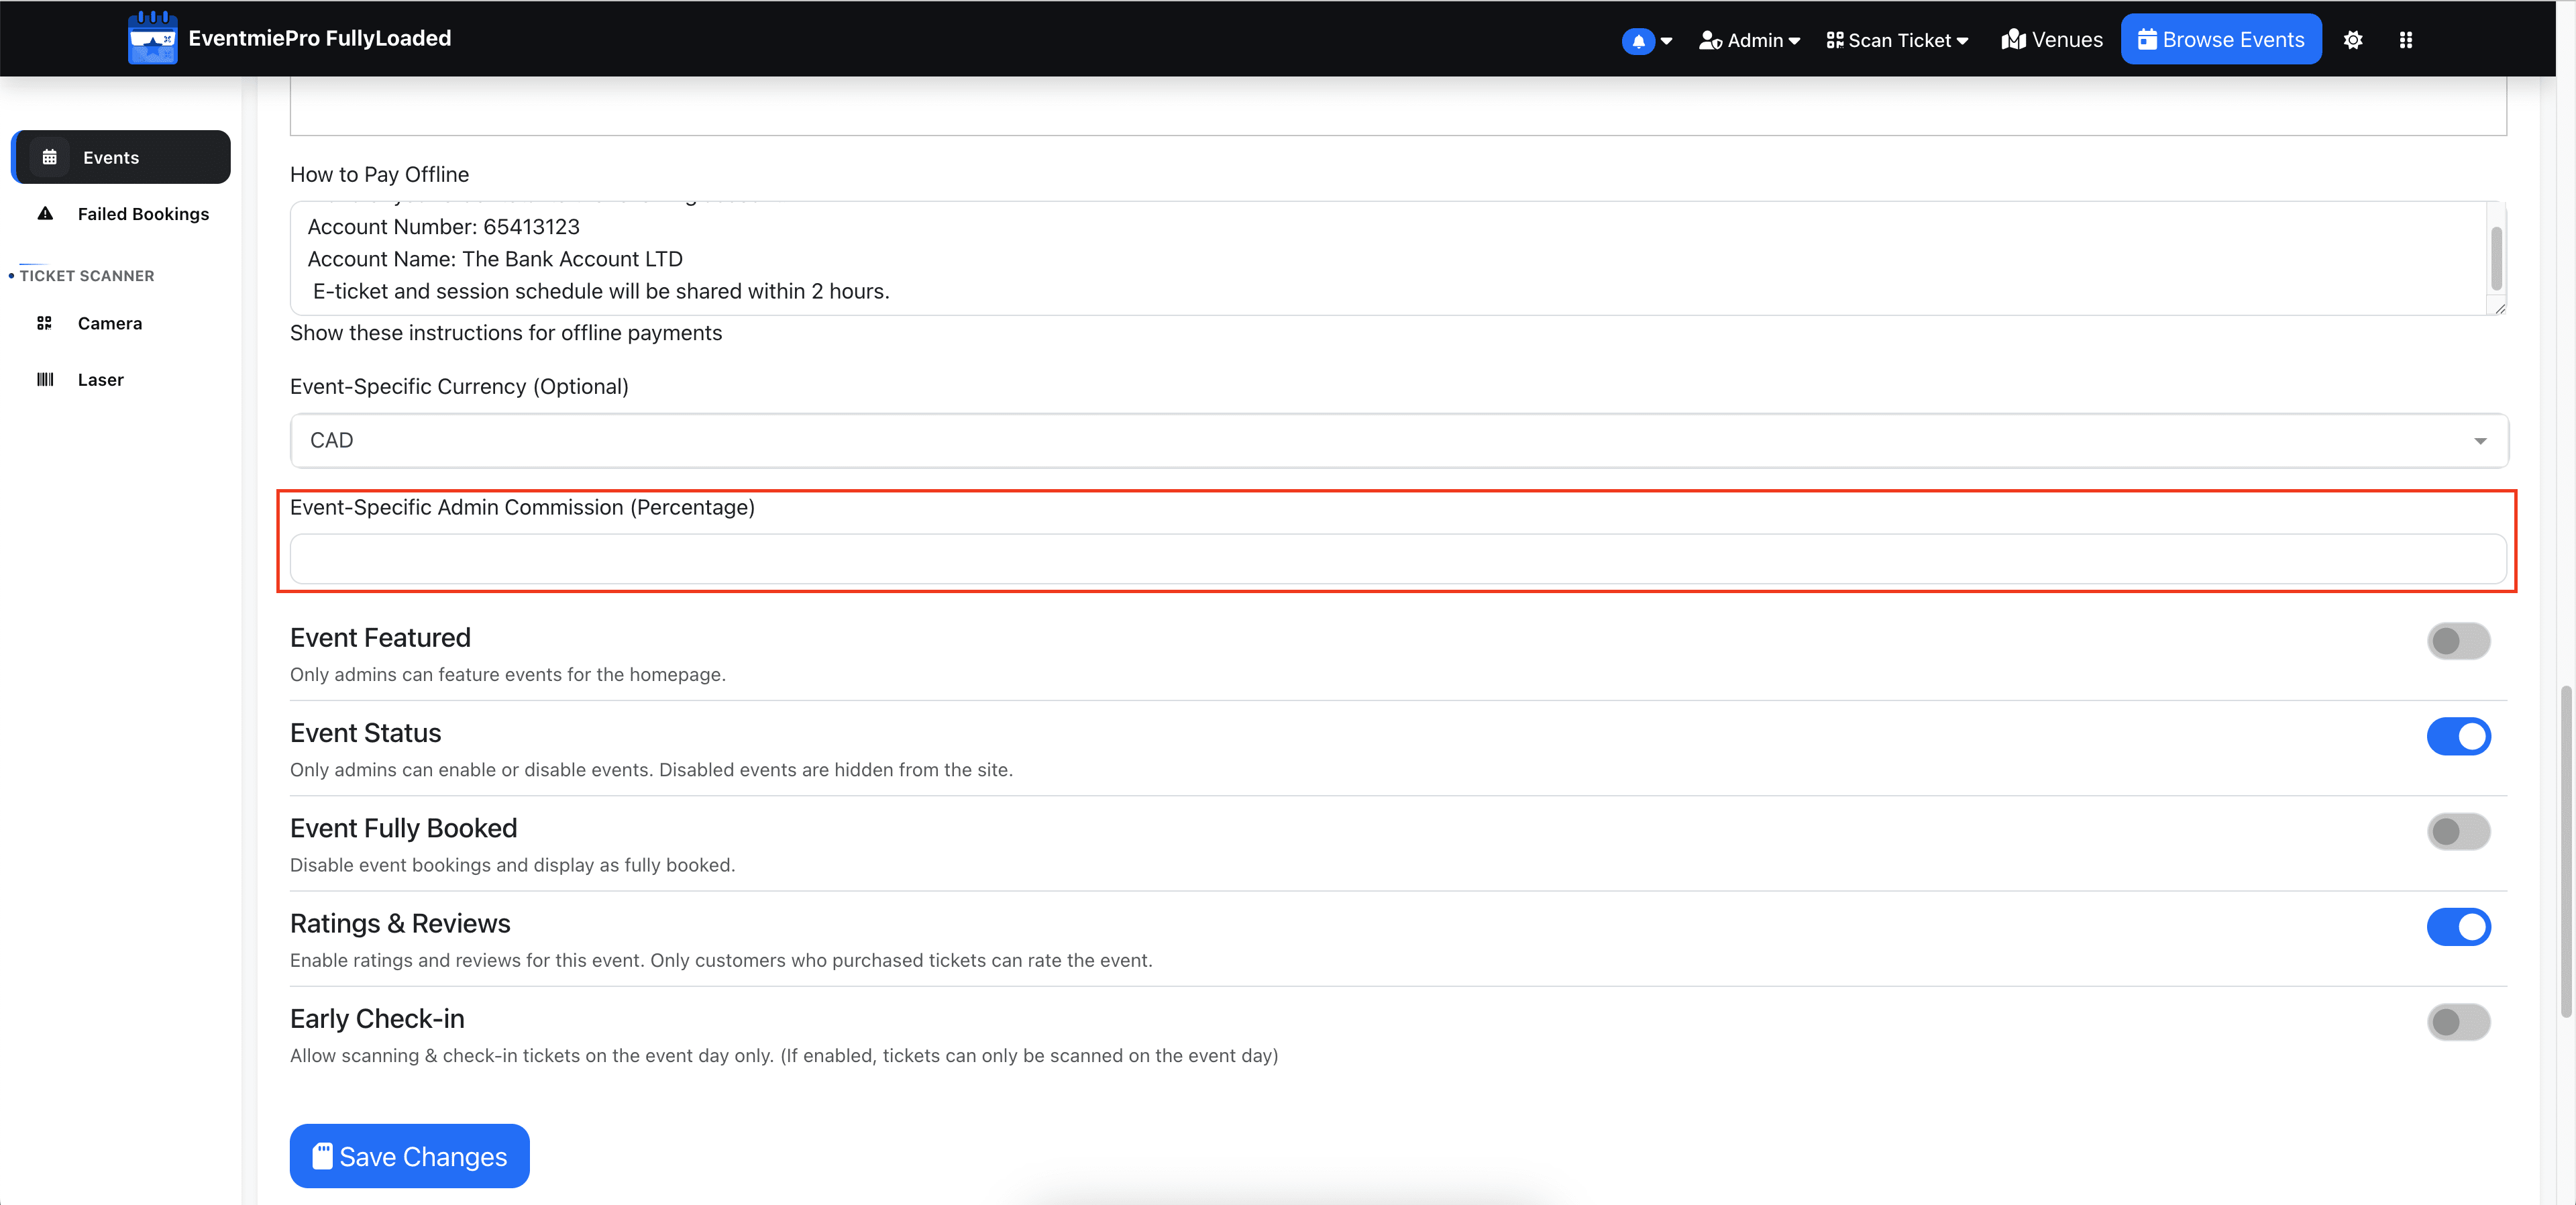 EventmiePro FullyLoaded
Admin
Scan Ticket
Venues
Browse Events
Events
Failed Bookings
TICKET SCANNER
Camera
Laser
How to Pay Offline
Account Number: 65413123
Account Name: The Bank Account LTD
E-ticket and session schedule will be shared within 2 hours.
Show these instructions for offline payments
Event-Specific Currency (Optional)
CAD
Event-Specific Admin Commission (Percentage)
Event Featured
Only admins can feature events for the homepage.
Event Status
Only admins can enable or disable events. Disabled events are hidden from the site.
Event Fully Booked
Disable event bookings and display as fully booked.
Ratings & Reviews
Enable ratings and reviews for this event. Only customers who purchased tickets can rate the event.
Early Check-in
Allow scanning & check-in tickets on the event day only. (If enabled, tickets can only be scanned on the event day)
Save Changes